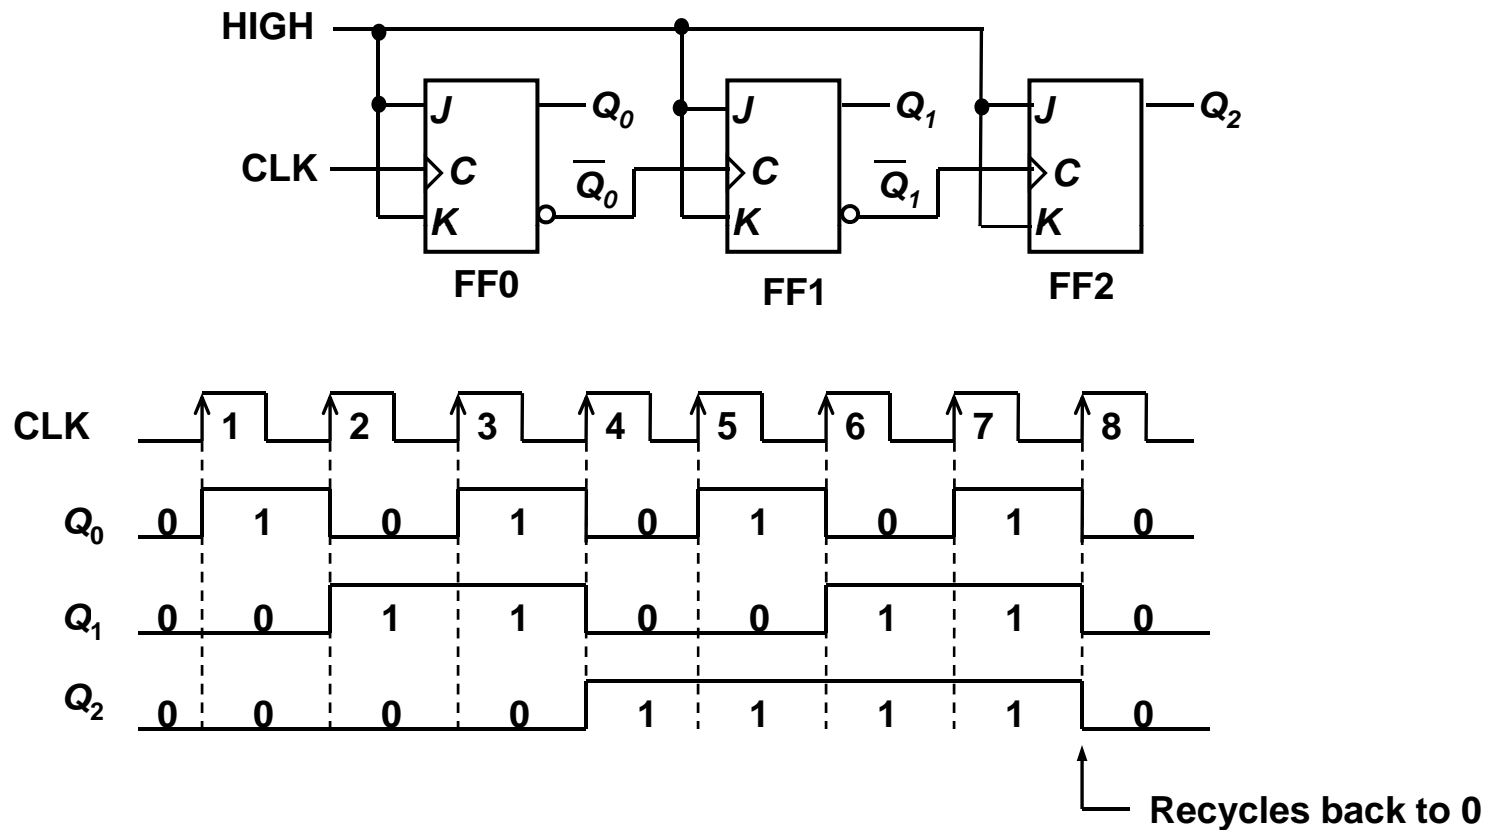 HIGH
J Q0 J Q1 J Q2
CLK C Q̅0 C Q̅1 C
K K K
FF0 FF1 FF2
CLK 1 2 3 4 5 6 7 8
Q0 0 1 0 1 0 1 0 1 0
Q1 0 0 1 1 0 0 1 1 0
Q2 0 0 0 0 1 1 1 1 0
Recycles back to 0